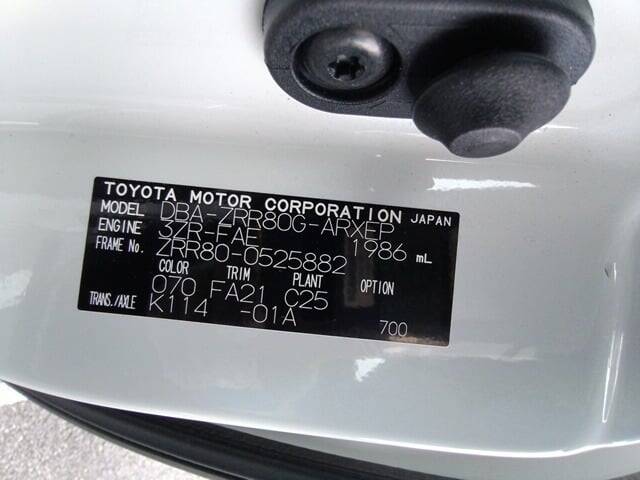 TOYOTA MOTOR CORPORATION JAPAN
MODEL DBA-ZRR80G-ARXEP
ENGINE 3ZR-FAE 1986 mL
FRAME No. ZRR80-0525882
COLOR TRIM PLANT OPTION
070 FA21 C25
TRANS./AXLE K114 -01A
700